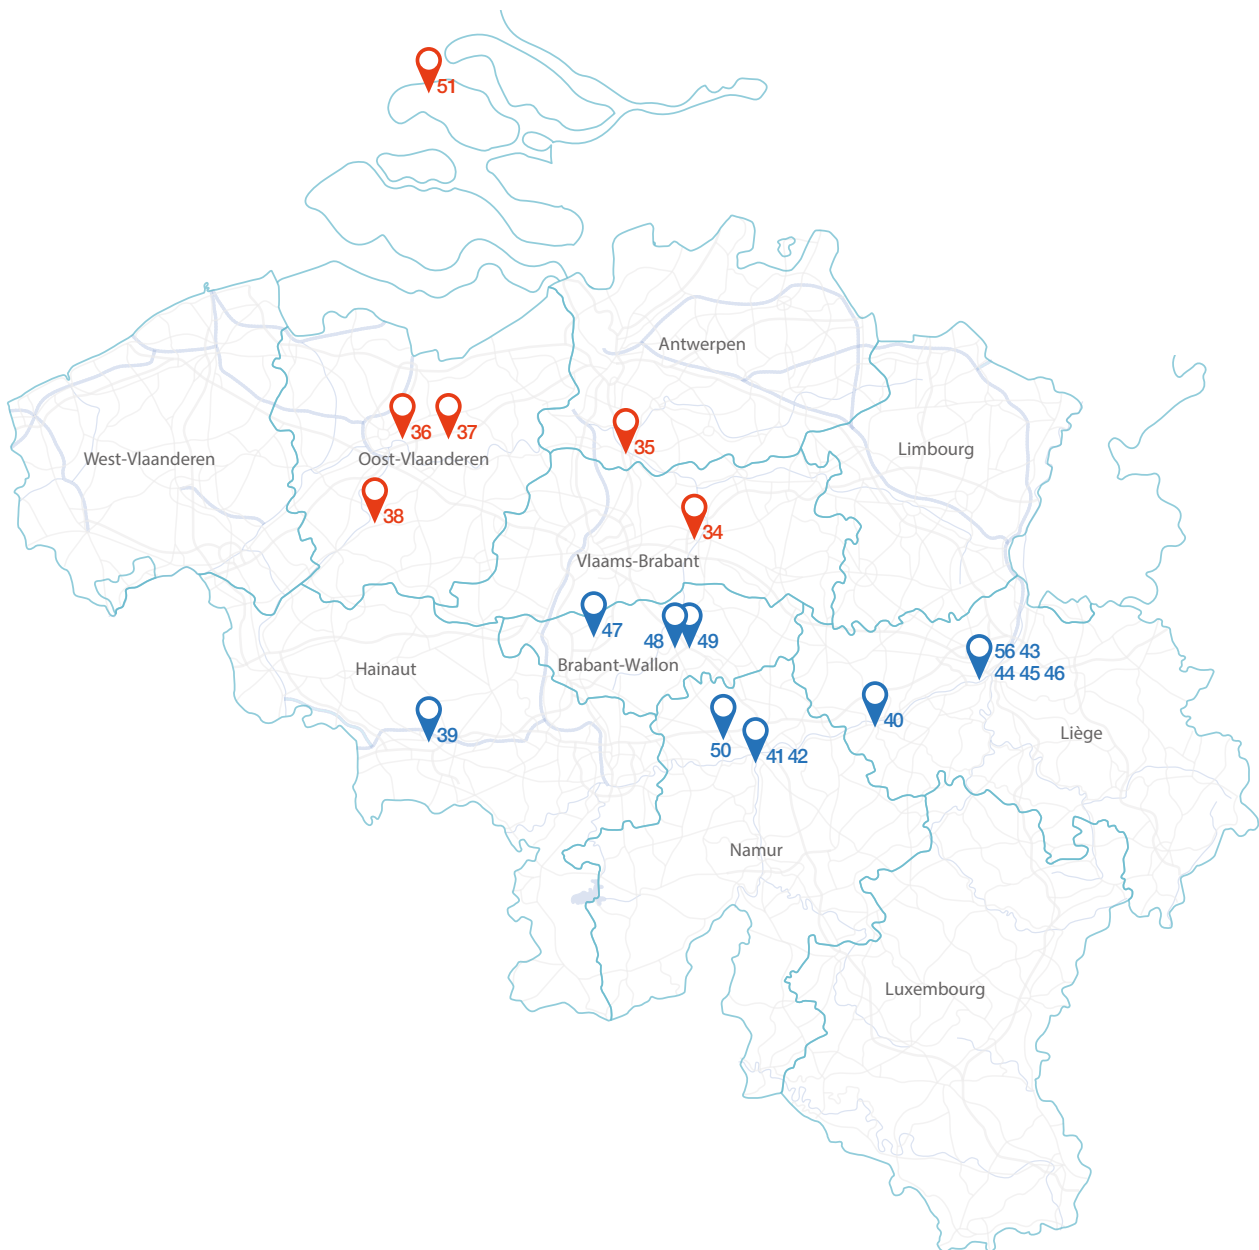 51
Antwerpen
36
37
35
Limbourg
West-Vlaanderen
Oost-Vlaanderen
38
34
Vlaams-Brabant
47
48
49
56 43
44 45 46
Hainaut
Brabant-Wallon
40
39
Liège
50
41 42
Namur
Luxembourg